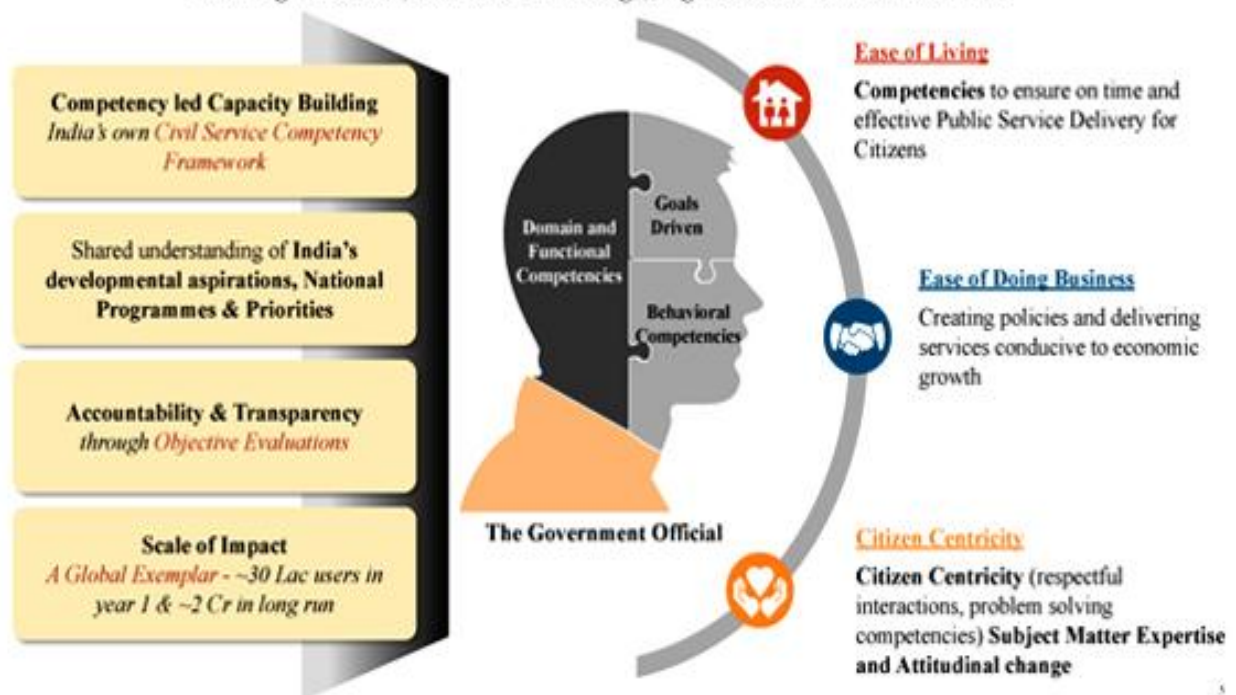 Competency led Capacity Building
India's own Civil Service Competency
Framework
Shared understanding of India's
developmental aspirations, National
Programmes & Priorities
Accountability & Transparency
through Objective Evaluations
Scale of Impact
A Global Exemplar - ~30 Lac users in
year 1 & ~2 Cr in long run
Domain and
Functional
Competencies
Goals
Driven
Behavioral
Competencies
The Government Official
Ease of Living
Competencies to ensure on time and
effective Public Service Delivery for
Citizens
Ease of Doing Business
Creating policies and delivering
services conducive to economic
growth
Citizen Centricity
Citizen Centricity (respectful
interactions, problem solving
competencies) Subject Matter Expertise
and Attitudinal change